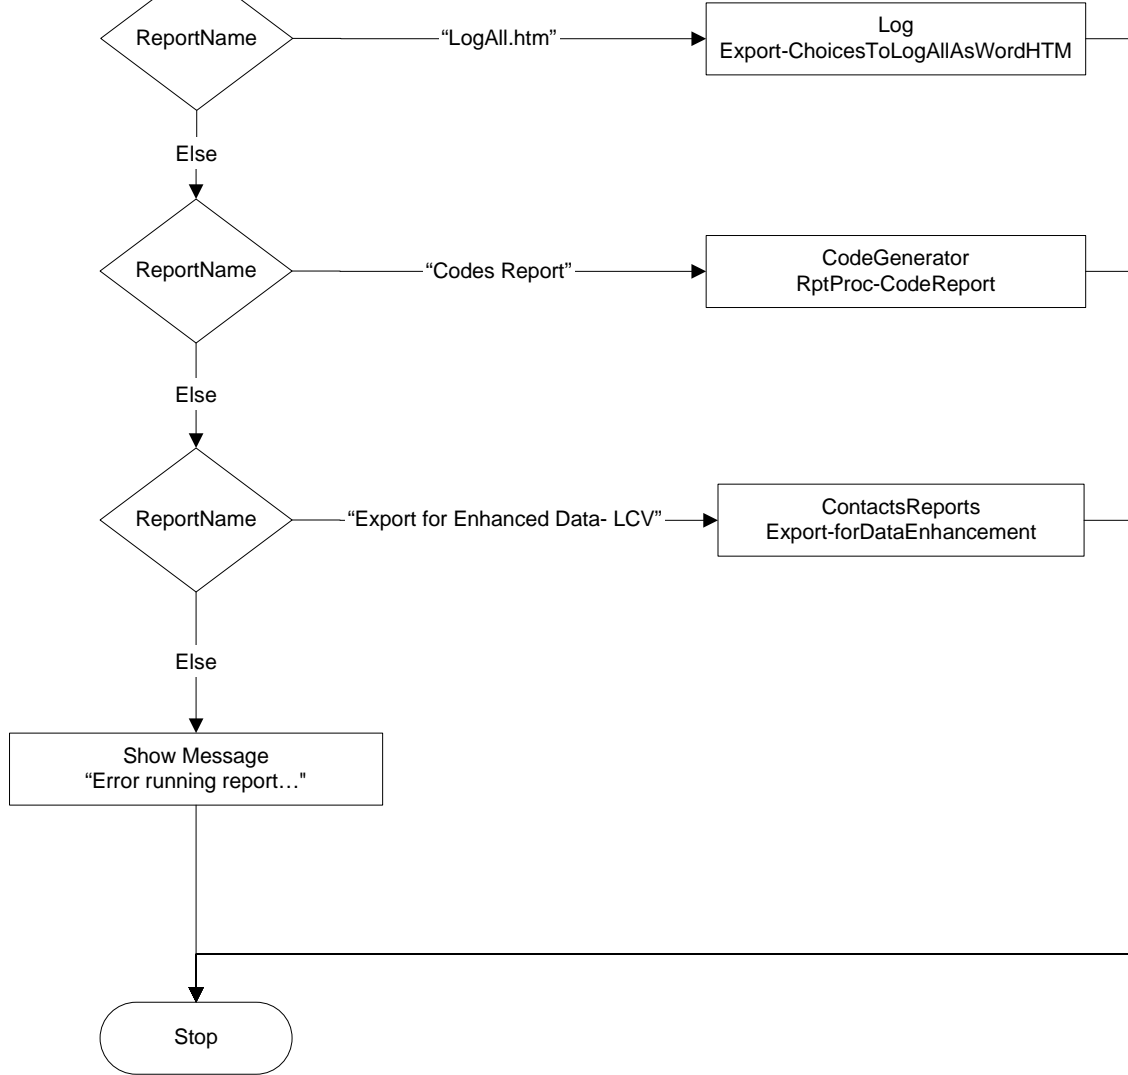 ReportName
“LogAll.htm”
Log
Export-ChoicesToLogAllAsWordHTM
Else
ReportName
“Codes Report”
CodeGenerator
RptProc-CodeReport
Else
ReportName
“Export for Enhanced Data- LCV”
ContactsReports
Export-forDataEnhancement
Else
Show Message
“Error running report…"
Stop